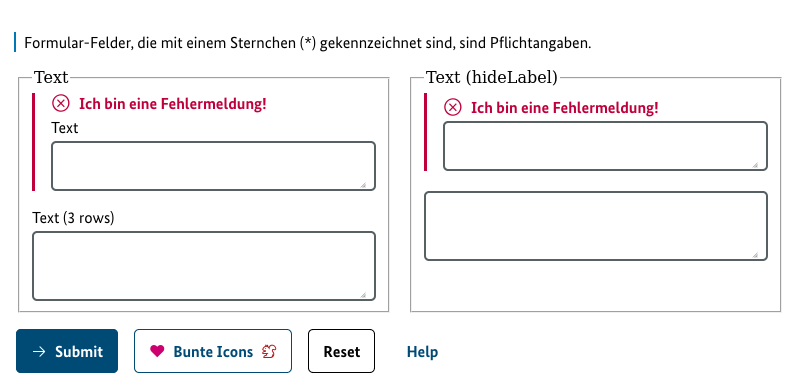 Formular-Felder, die mit einem Sternchen (*) gekennzeichnet sind, sind Pflichtangaben.
Text
Ich bin eine Fehlermeldung!
Text
Text (3 rows)
Text (hideLabel)
Ich bin eine Fehlermeldung!
Submit
Bunte Icons
Reset
Help